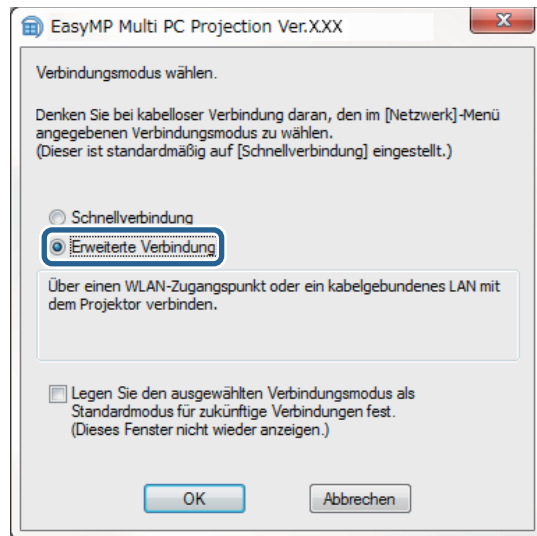 EasyMP Multi PC Projection Ver.XXX
Verbindungsmodus wählen.
Denken Sie bei kabelloser Verbindung daran, den im [Netzwerk]-Menü
angegebenen Verbindungsmodus zu wählen.
(Dieser ist standardmäßig auf [Schnellverbindung] eingestellt.)
Schnellverbindung
Erweiterte Verbindung
Über einen WLAN-Zugangspunkt oder ein kabelgebundenes LAN mit
dem Projektor verbinden.
Legen Sie den ausgewählten Verbindungsmodus als
Standardmodus für zukünftige Verbindungen fest.
(Dieses Fenster nicht wieder anzeigen.)
OK
Abbrechen